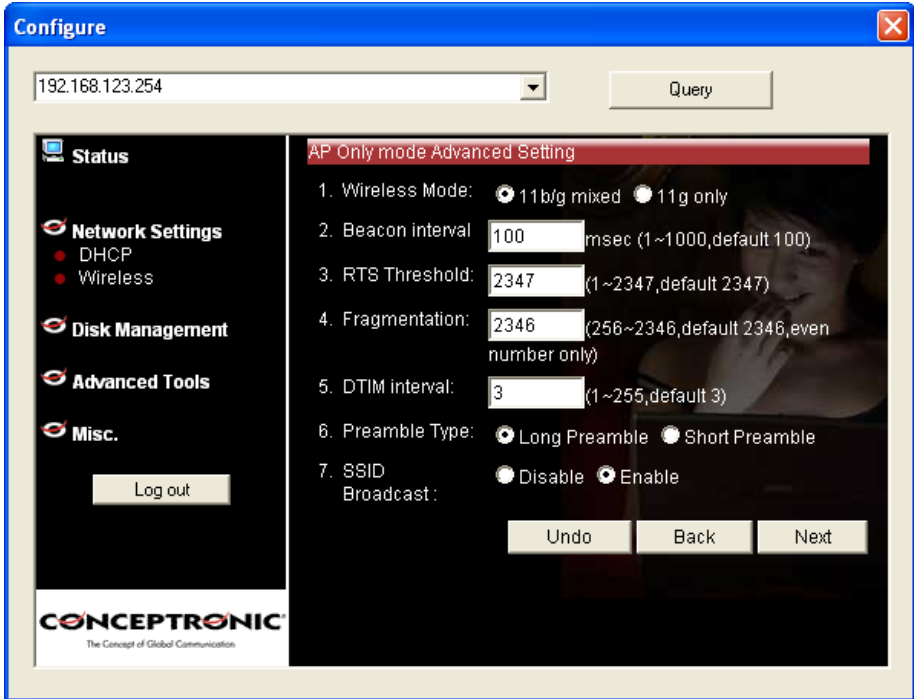 Configure
192.168.123.254
Query
Status
Network Settings
DHCP
Wireless
Disk Management
Advanced Tools
Misc.
Log out
CONCEPTRONIC
The Concept of Global Communication
AP Only mode Advanced Setting
1. Wireless Mode: 11b/g mixed 11g only
2. Beacon interval 100 msec (1~1000,default 100)
3. RTS Threshold: 2347 (1~2347,default 2347)
4. Fragmentation: 2346 (256~2346,default 2346,even
number only)
5. DTIM interval: 3 (1~255,default 3)
6. Preamble Type: Long Preamble Short Preamble
7. SSID
Broadcast : Disable Enable
Undo Back Next